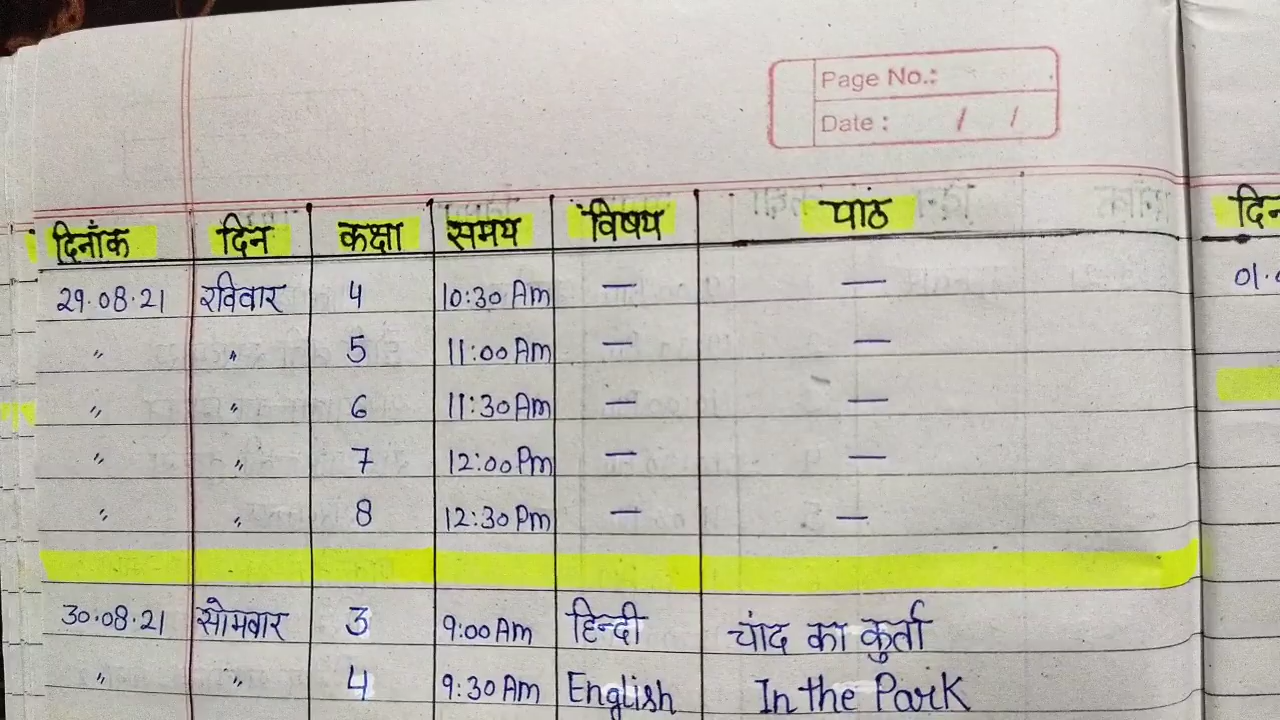 Page No.:
Date : / /
दिनाँक दिन कक्षा समय विषय पाठ
29.08.21 रविवार 4 10:30 Am — —
〃 〃 5 11:00 Am — —
〃 〃 6 11:30 Am — —
〃 〃 7 12:00 Pm — —
〃 〃 8 12:30 Pm — —
30.08.21 सोमवार 3 9:00 Am हिन्दी चांद का कुर्ता
〃 〃 4 9:30 Am English In the Park